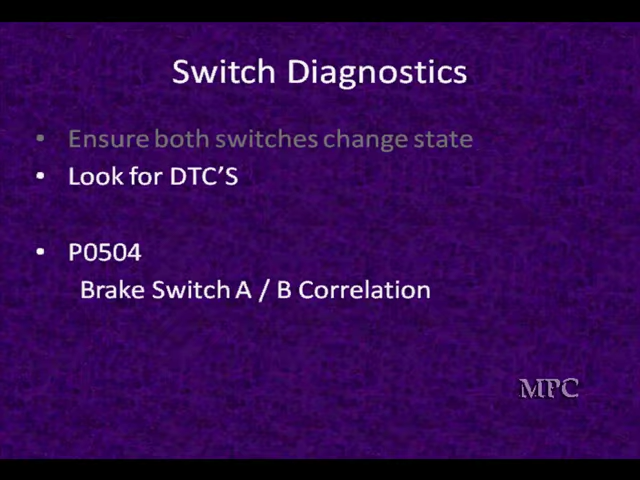 Switch Diagnostics
• Ensure both switches change state
• Look for DTC'S
• P0504
Brake Switch A / B Correlation
MPC